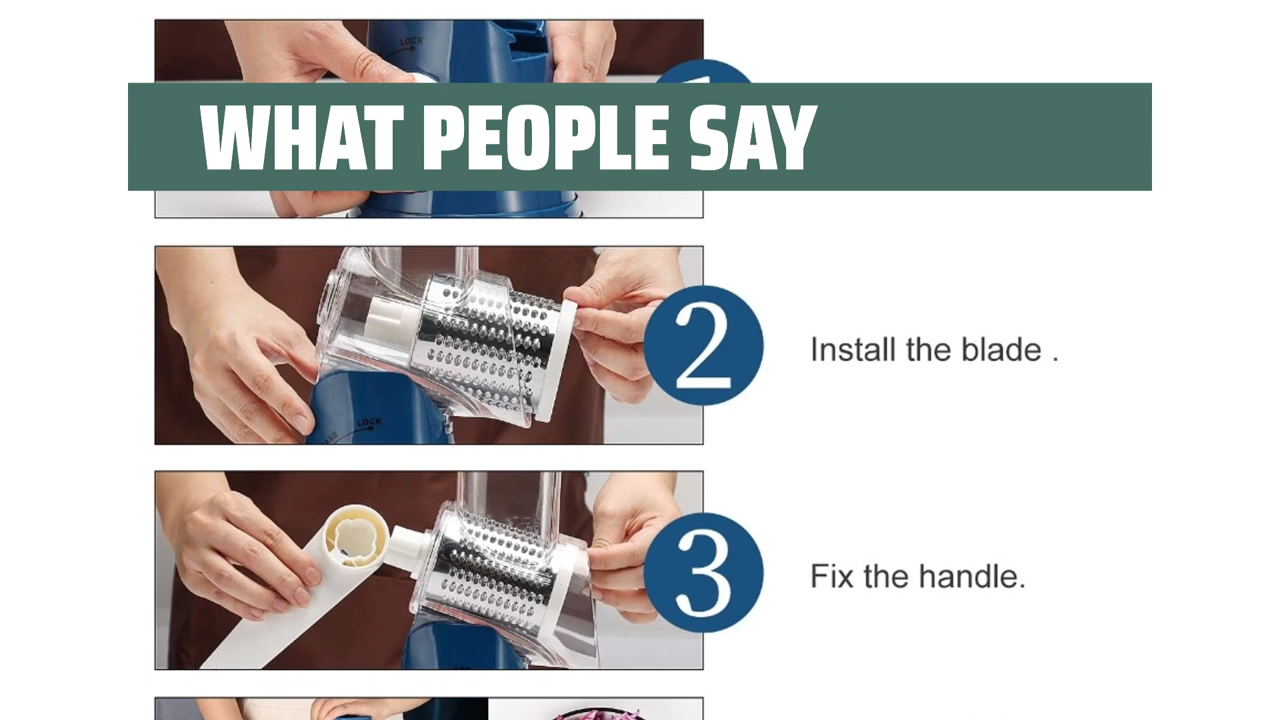 LOCK
WHAT PEOPLE SAY
2
Install the blade .
LOCK
3
Fix the handle.